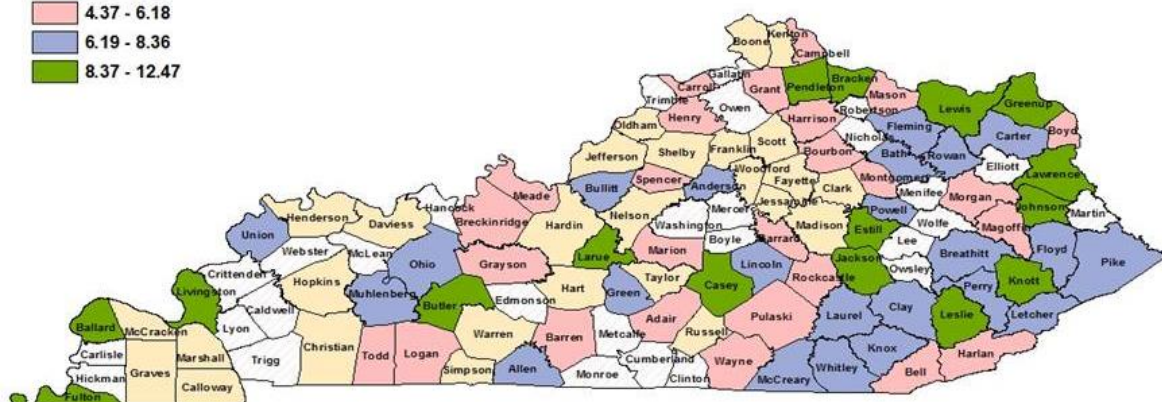 4.37 - 6.18
6.19 - 8.36
8.37 - 12.47
Boone
Kenton
Campbell
Gallatin
Carroll
Trimble
Grant
Pendleton
Bracken
Mason
Owen
Robertson
Lewis
Greenup
Henry
Harrison
Fleming
Carter
Boyd
Oldham
Nicholas
Scott
Franklin
Shelby
Jefferson
Bourbon
Bath
Rowan
Elliott
Lawrence
Woodford
Fayette
Clark
Montgomery
Menifee
Morgan
Spencer
Anderson
Bullitt
Jessamine
Mercer
Nelson
Washington
Meade
Hancock
Breckinridge
Hardin
Henderson
Daviess
Union
Webster
McLean
Ohio
Grayson
Larue
Marion
Boyle
Garrard
Madison
Estill
Powell
Wolfe
Lee
Magoffin
Johnson
Martin
Floyd
Pike
Breathitt
Owsley
Jackson
Rockcastle
Lincoln
Casey
Taylor
Green
Hart
Edmonson
Butler
Muhlenberg
Hopkins
Crittenden
Livingston
Caldwell
Lyon
Ballard
McCracken
Carlisle
Hickman
Fulton
Graves
Marshall
Calloway
Trigg
Christian
Todd
Logan
Simpson
Warren
Allen
Barren
Metcalfe
Monroe
Cumberland
Clinton
Adair
Russell
Pulaski
Wayne
McCreary
Laurel
Whitley
Knox
Clay
Perry
Knott
Letcher
Leslie
Bell
Harlan